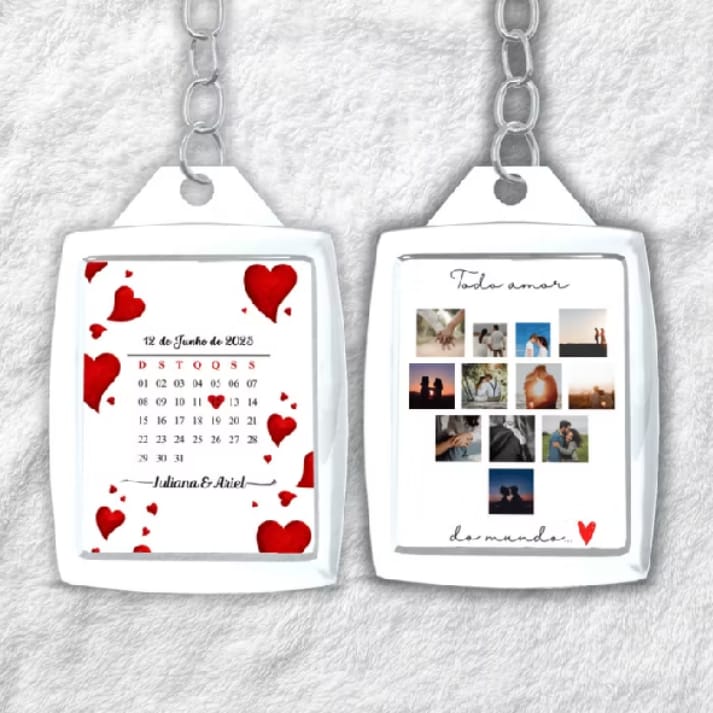 12 de Junho de 2025
D S T Q Q S S
01 02 03 04 05 06 07
08 09 10 11 13 14
15 16 17 18 19 20 21
22 23 24 25 26 27 28
29 30 31
Juliana & Ariel
Todo amor
do mundo...